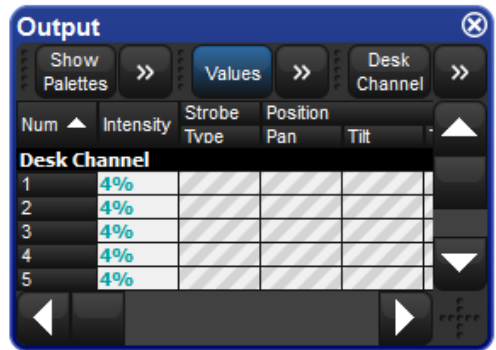 Output
Show Palettes » Values » Desk Channel »
Num Intensity Strobe Position
Type Pan Tilt
Desk Channel
1 4%
2 4%
3 4%
4 4%
5 4%